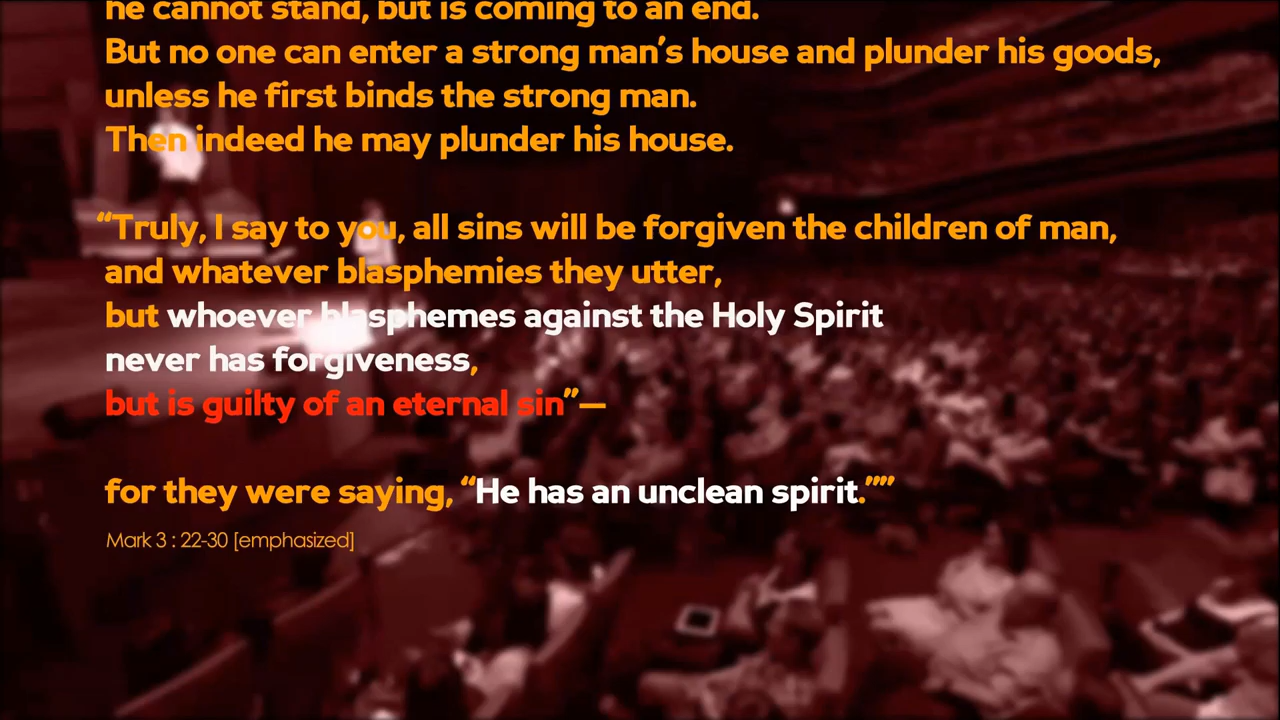 he cannot stand, but is coming to an end.
But no one can enter a strong man’s house and plunder his goods,
unless he first binds the strong man.
Then indeed he may plunder his house.
“Truly, I say to you, all sins will be forgiven the children of man,
and whatever blasphemies they utter,
but whoever blasphemes against the Holy Spirit
never has forgiveness,
but is guilty of an eternal sin”—
for they were saying, “He has an unclean spirit.””
Mark 3 : 22-30 [emphasized]